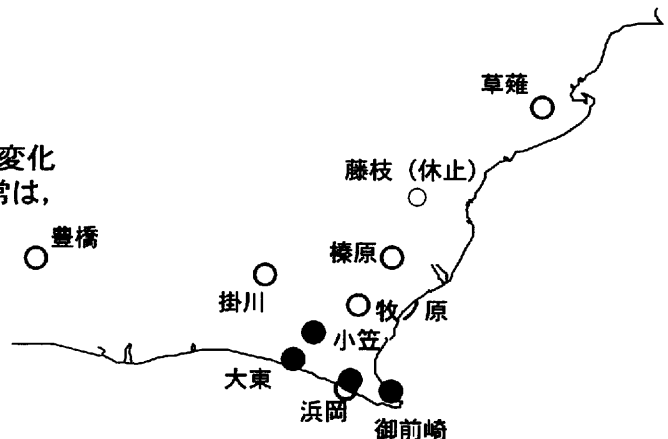 草薙
変化
常は,
藤枝（休止）
豊橋
榛原
掛川
牧ノ原
小笠
大東
浜岡
御前崎